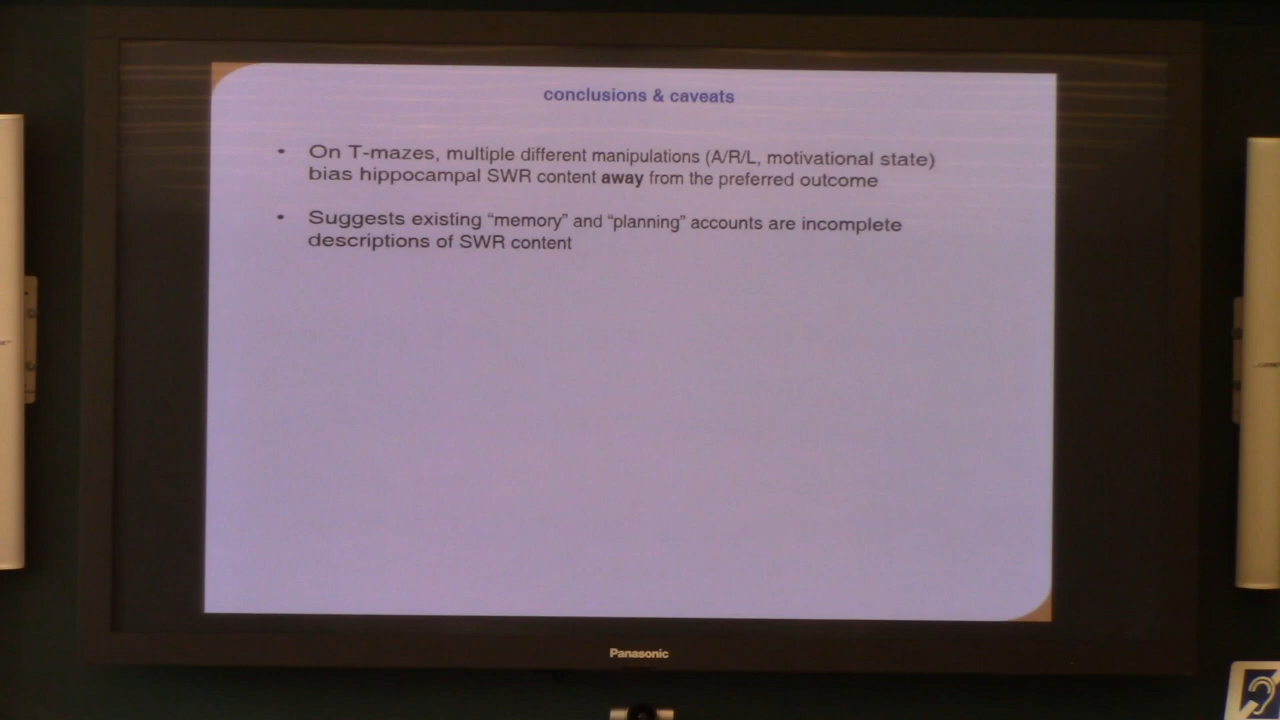 conclusions & caveats
• On T-mazes, multiple different manipulations (A/R/L, motivational state)
bias hippocampal SWR content away from the preferred outcome
• Suggests existing “memory” and “planning” accounts are incomplete
descriptions of SWR content
Panasonic